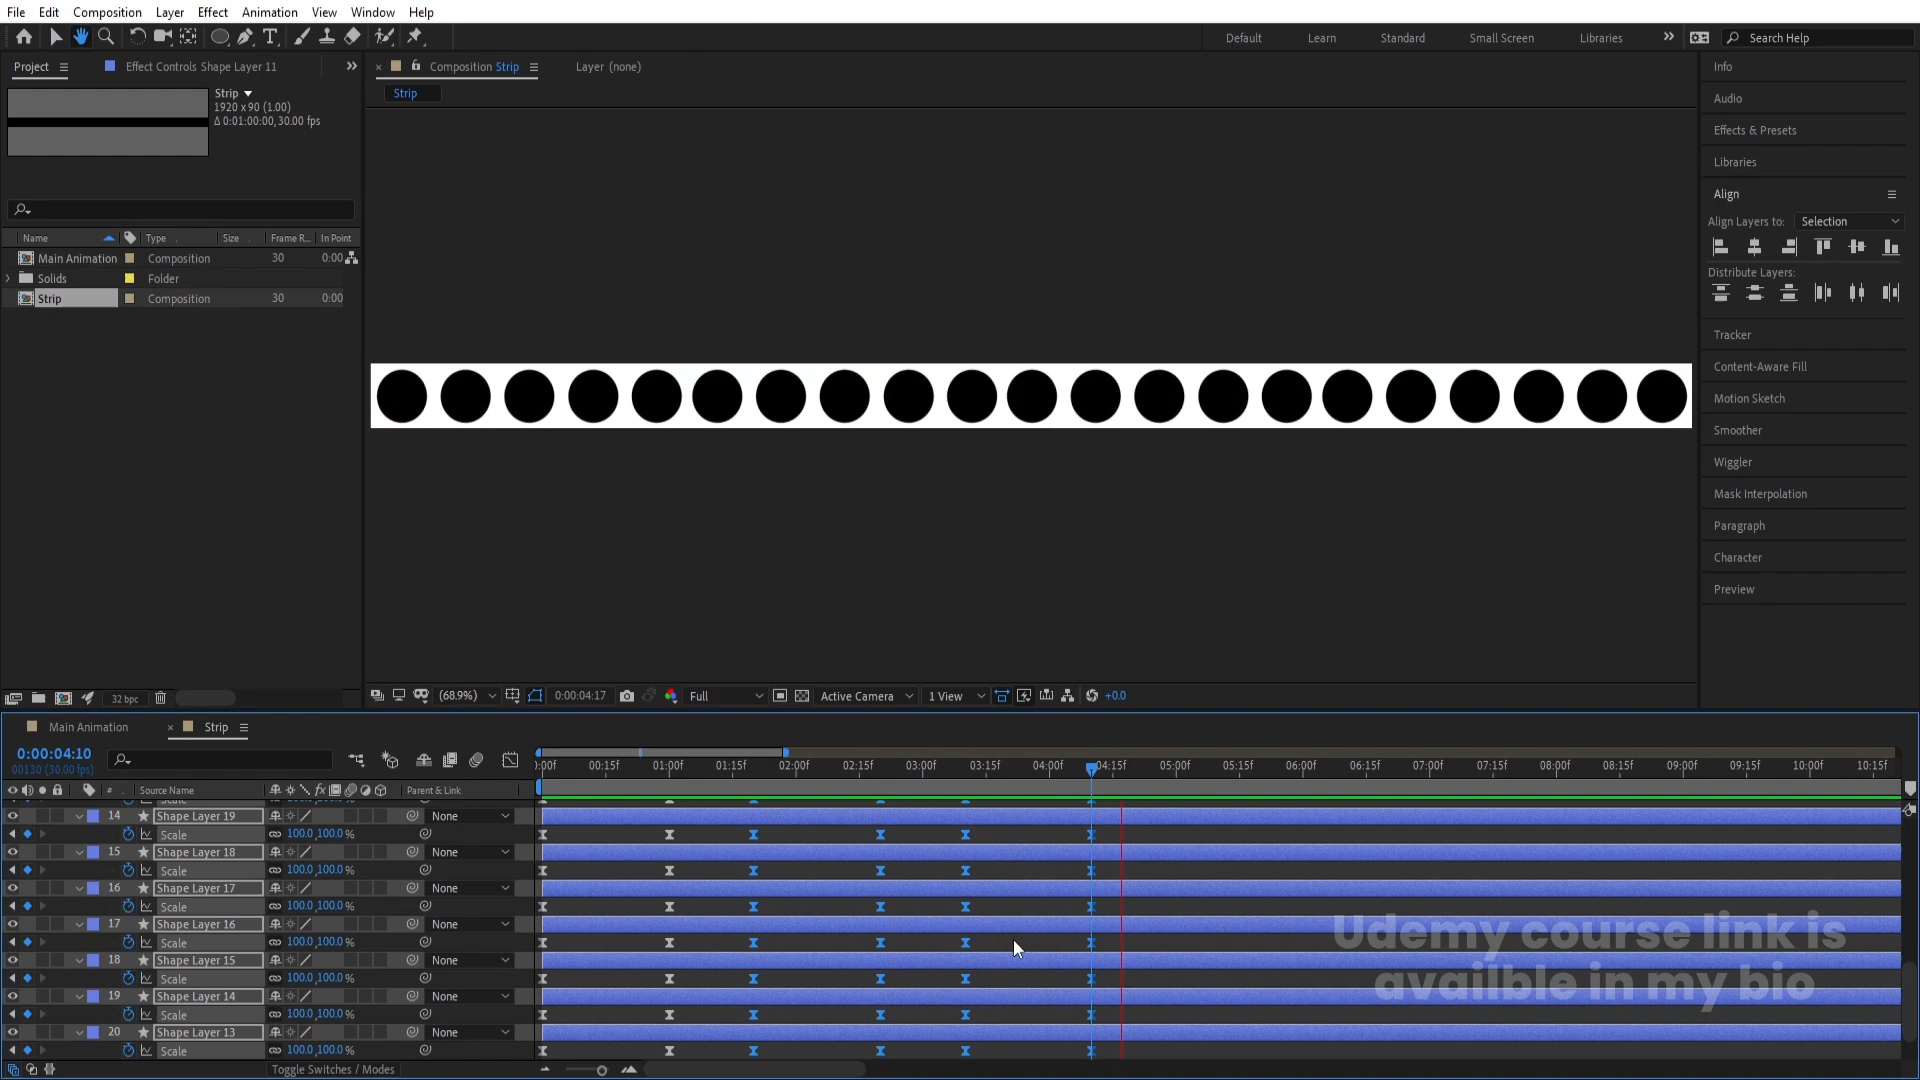 File Edit Composition Layer Effect Animation View Window Help
Default Learn Standard Small Screen Libraries Search Help
Project Effect Controls Shape Layer 11
Composition Strip Layer (none)
Strip
Strip
1920 x 90 (1.00)
Δ 0:01:00:00, 30.00 fps
Name Type Size Frame R... In Point
Main Animation Composition 30 0:00
Solids Folder
Strip Composition 30 0:00
32 bpc
(68.9%) 0:00:04:17 Full Active Camera 1 View +0.0
Info
Audio
Effects & Presets
Libraries
Align
Align Layers to: Selection
Distribute Layers:
Tracker
Content-Aware Fill
Motion Sketch
Smoother
Wiggler
Mask Interpolation
Paragraph
Character
Preview
Main Animation Strip
0:00:04:10
00130 (30.00 fps)
:00f 00:15f 01:00f 01:15f 02:00f 02:15f 03:00f 03:15f 04:00f 04:15f 05:00f 05:15f 06:00f 06:15f 07:00f 07:15f 08:00f 08:15f 09:00f 09:15f 10:00f 10:15f
# Source Name fx Parent & Link
14 Shape Layer 19 None
Scale 100.0,100.0 %
15 Shape Layer 18 None
Scale 100.0,100.0 %
16 Shape Layer 17 None
Scale 100.0,100.0 %
17 Shape Layer 16 None
Scale 100.0,100.0 %
18 Shape Layer 15 None
Scale 100.0,100.0 %
19 Shape Layer 14 None
Scale 100.0,100.0 %
20 Shape Layer 13 None
Scale 100.0,100.0 %
Toggle Switches / Modes
Udemy course link is
availble in my bio